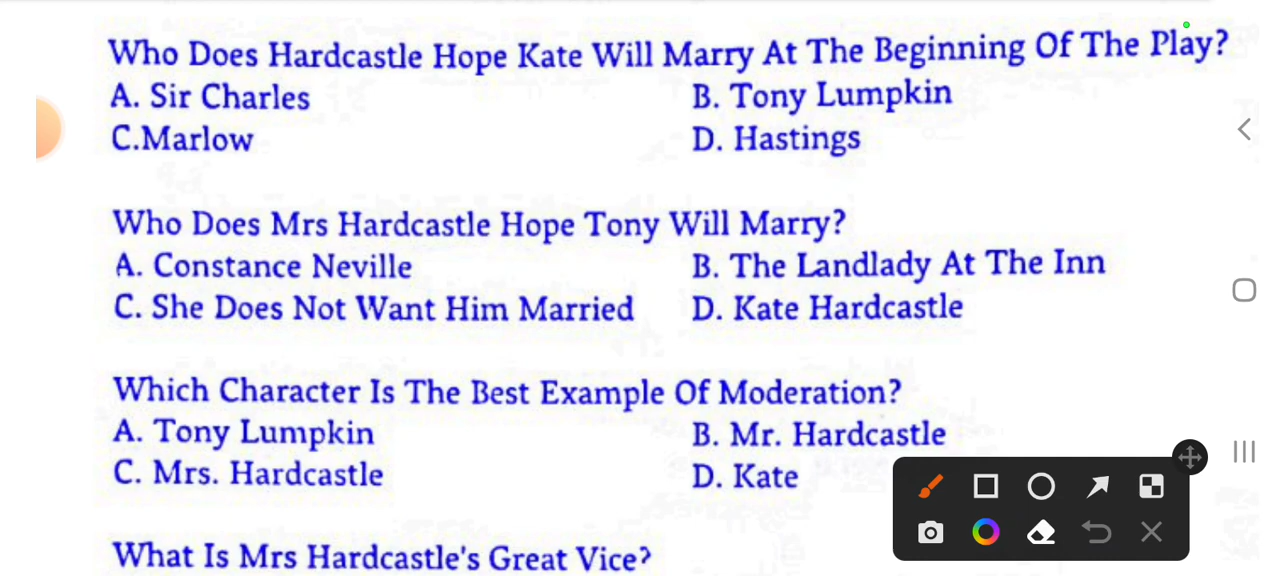 Who Does Hardcastle Hope Kate Will Marry At The Beginning Of The Play?
A. Sir Charles B. Tony Lumpkin
C.Marlow D. Hastings
Who Does Mrs Hardcastle Hope Tony Will Marry?
A. Constance Neville B. The Landlady At The Inn
C. She Does Not Want Him Married D. Kate Hardcastle
Which Character Is The Best Example Of Moderation?
A. Tony Lumpkin B. Mr. Hardcastle
C. Mrs. Hardcastle D. Kate
What Is Mrs Hardcastle's Great Vice?